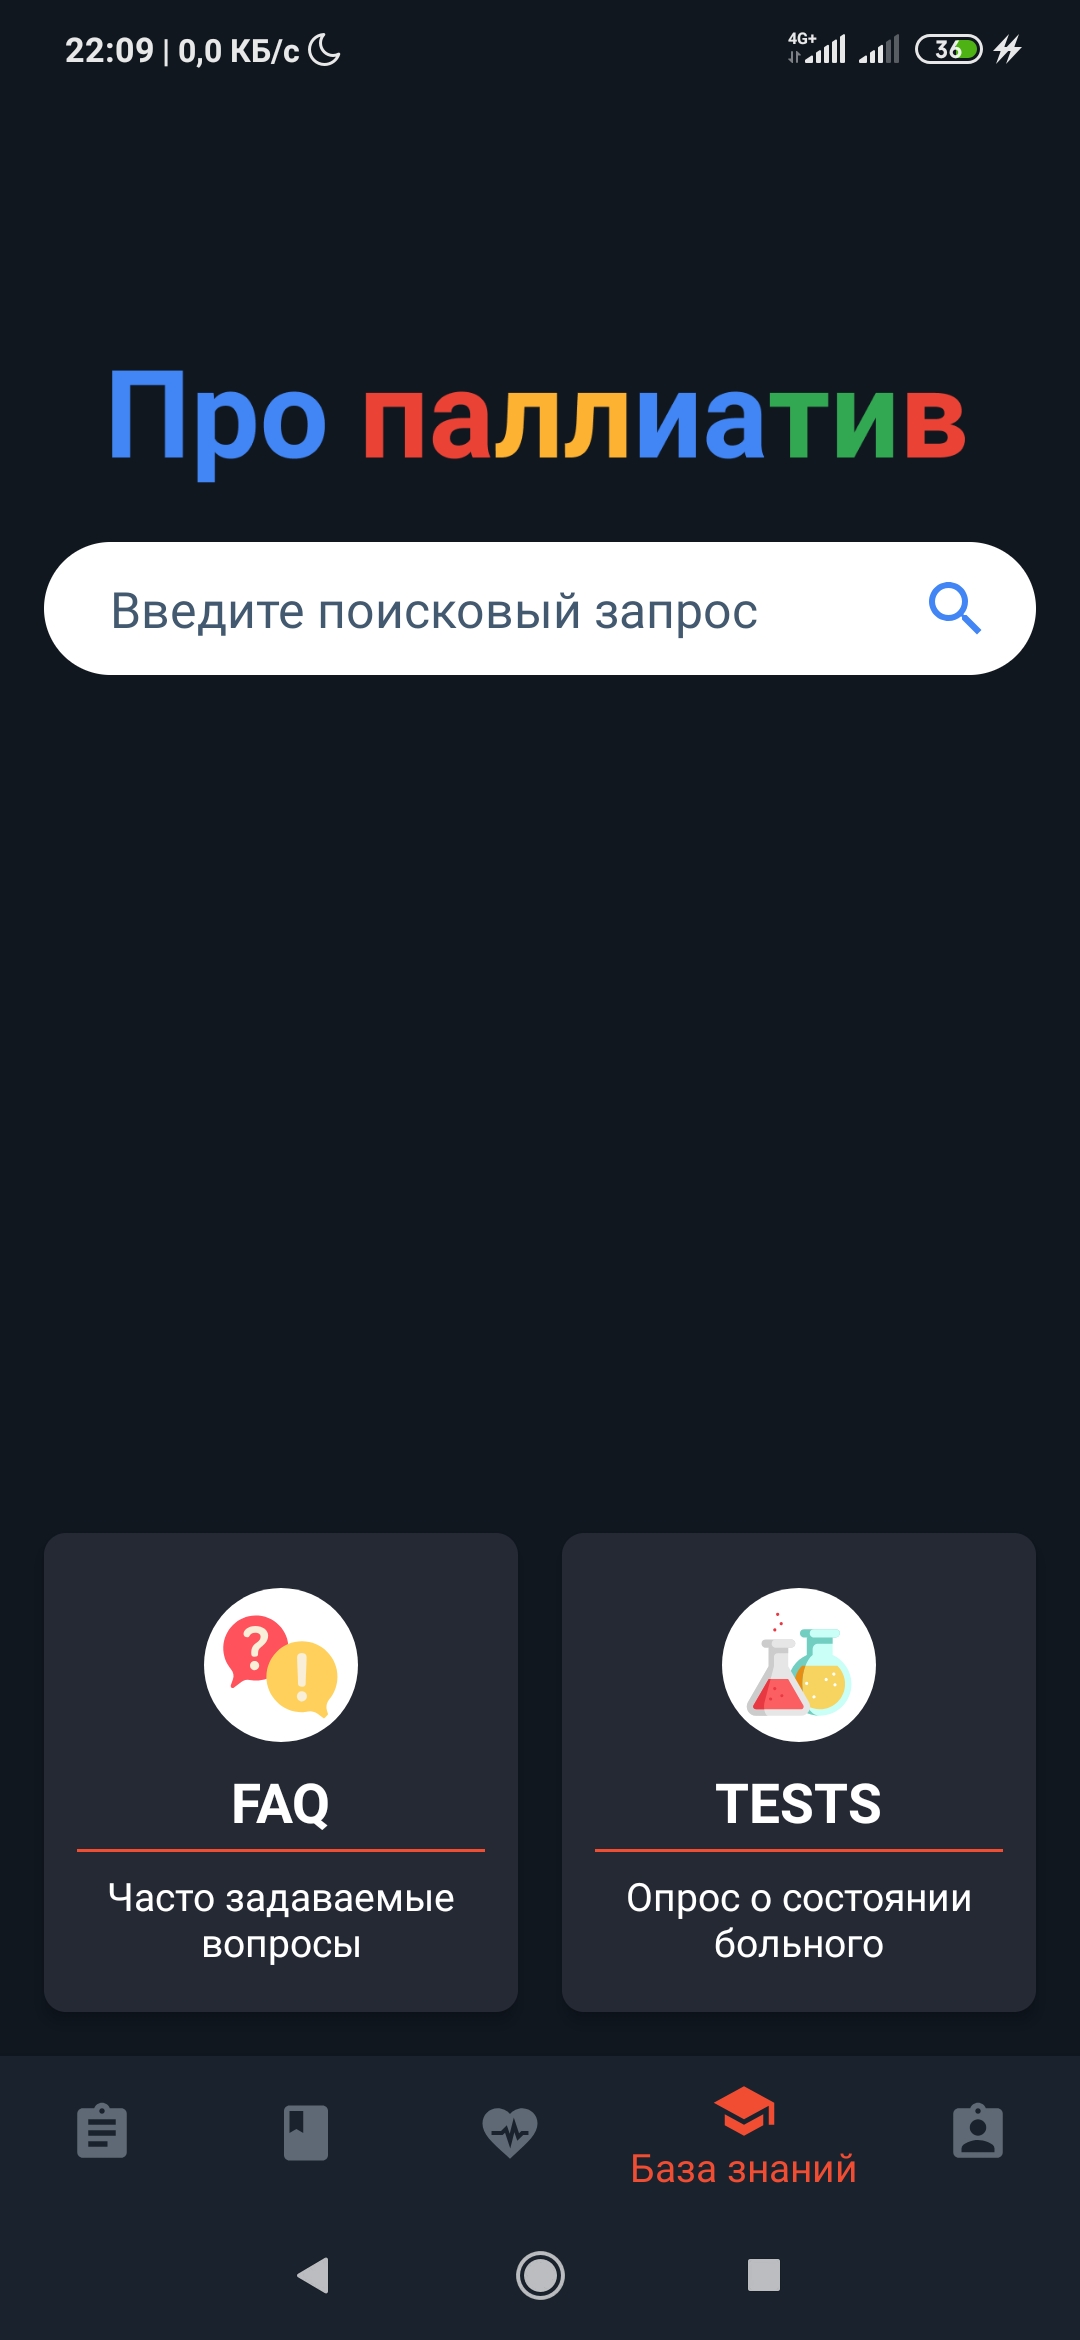 22:09 | 0,0 КБ/с
4G+
36
Про паллиатив
Введите поисковый запрос
FAQ
Часто задаваемые
вопросы
TESTS
Опрос о состоянии
больного
База знаний